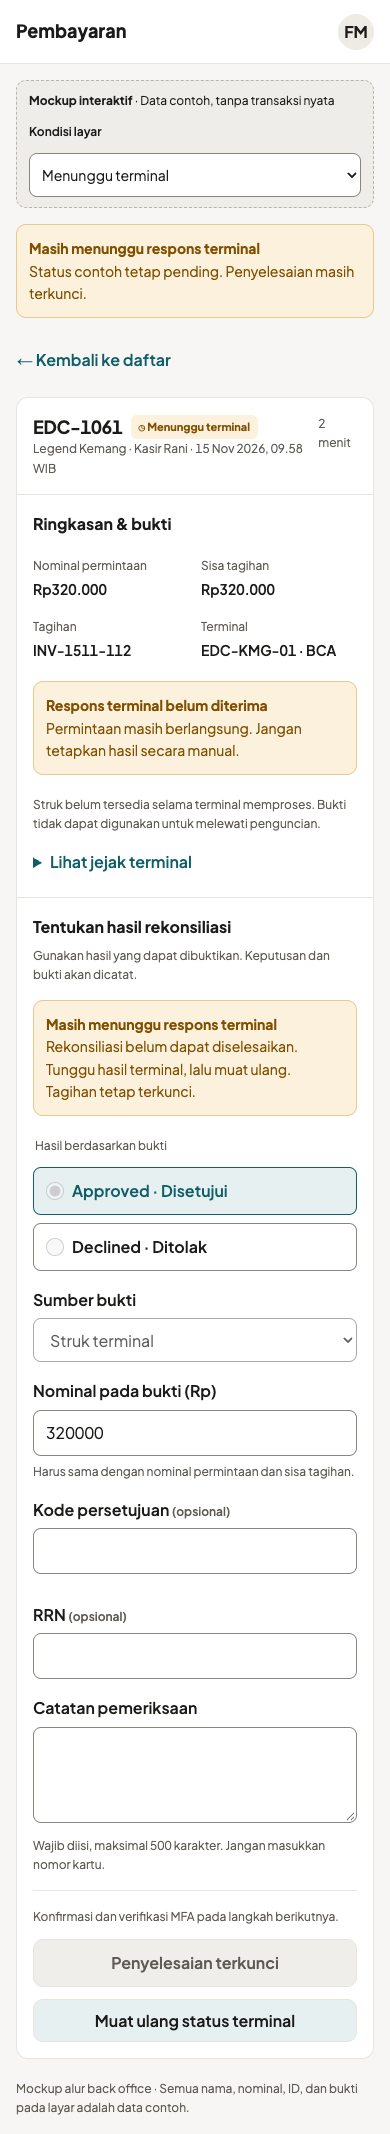 Pembayaran
FM
Mockup interaktif · Data contoh, tanpa transaksi nyata
Kondisi layar
Menunggu terminal
Masih menunggu respons terminal
Status contoh tetap pending. Penyelesaian masih
terkunci.
← Kembali ke daftar
EDC-1061
Menunggu terminal
Legend Kemang · Kasir Rani · 15 Nov 2026, 09.58
WIB
2
menit
Ringkasan & bukti
Nominal permintaan
Rp320.000
Sisa tagihan
Rp320.000
Tagihan
INV-1511-112
Terminal
EDC-KMG-01 · BCA
Respons terminal belum diterima
Permintaan masih berlangsung. Jangan
tetapkan hasil secara manual.
Struk belum tersedia selama terminal memproses. Bukti
tidak dapat digunakan untuk melewati penguncian.
Lihat jejak terminal
Tentukan hasil rekonsiliasi
Gunakan hasil yang dapat dibuktikan. Keputusan dan
bukti akan dicatat.
Masih menunggu respons terminal
Rekonsiliasi belum dapat diselesaikan.
Tunggu hasil terminal, lalu muat ulang.
Tagihan tetap terkunci.
Hasil berdasarkan bukti
Approved · Disetujui
Declined · Ditolak
Sumber bukti
Struk terminal
Nominal pada bukti (Rp)
320000
Harus sama dengan nominal permintaan dan sisa tagihan.
Kode persetujuan (opsional)
RRN (opsional)
Catatan pemeriksaan
Wajib diisi, maksimal 500 karakter. Jangan masukkan
nomor kartu.
Konfirmasi dan verifikasi MFA pada langkah berikutnya.
Penyelesaian terkunci
Muat ulang status terminal
Mockup alur back office · Semua nama, nominal, ID, dan bukti
pada layar adalah data contoh.